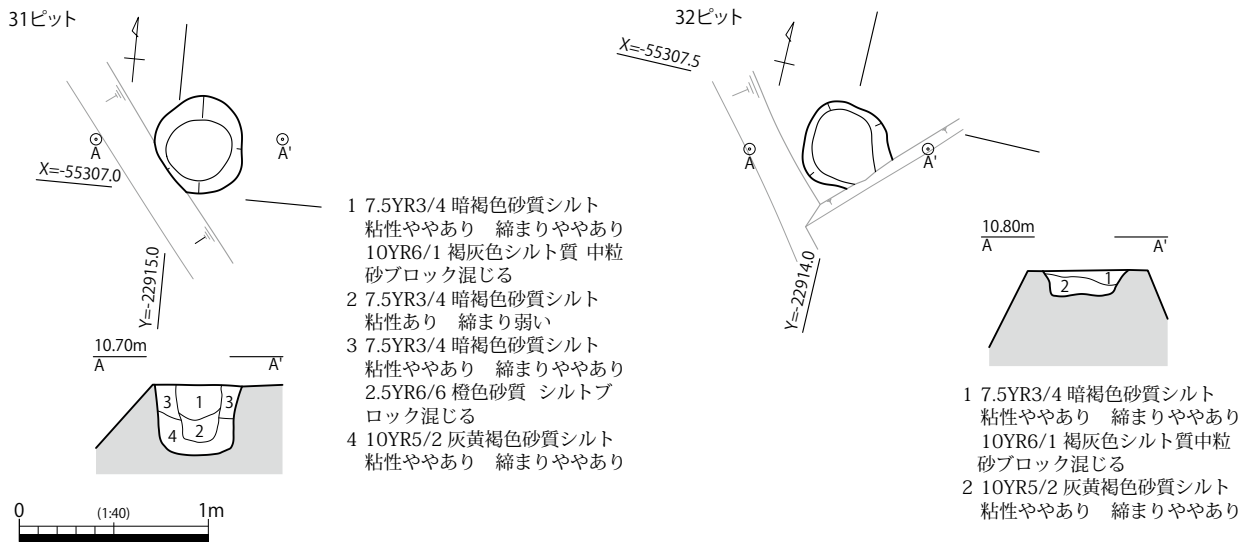 31ピット
A
A'
X=-55307.0
Y=-22915.0
10.70m
A
A'
3
1
3
4
2
1 7.5YR3/4 暗褐色砂質シルト
粘性ややあり 締まりややあり
10YR6/1 褐灰色シルト質 中粒
砂ブロック混じる
2 7.5YR3/4 暗褐色砂質シルト
粘性あり 締まり弱い
3 7.5YR3/4 暗褐色砂質シルト
粘性ややあり 締まりややあり
2.5YR6/6 橙色砂質 シルトブ
ロック混じる
4 10YR5/2 灰黄褐色砂質シルト
粘性ややあり 締まりややあり
0
(1:40)
1m
32ピット
X=-55307.5
A
A'
Y=-22914.0
10.80m
A
A'
1
2
1 7.5YR3/4 暗褐色砂質シルト
粘性ややあり 締まりややあり
10YR6/1 褐灰色シルト質中粒
砂ブロック混じる
2 10YR5/2 灰黄褐色砂質シルト
粘性ややあり 締まりややあり